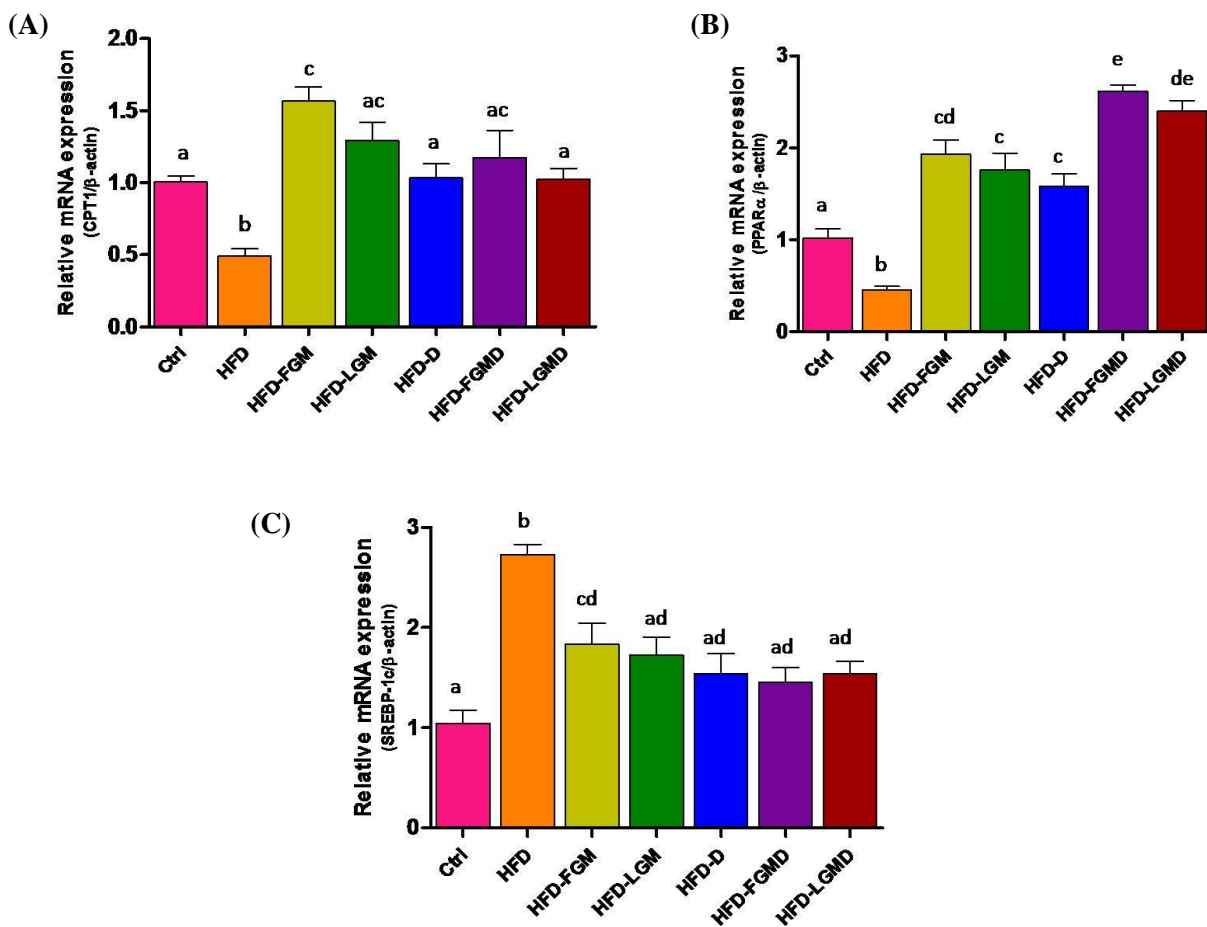 (A)
Relative mRNA expression
(CPT1/β-actin)
2.0
1.5
1.0
0.5
0.0
a
b
c
ac
a
ac
a
Ctrl
HFD
HFD-FGM
HFD-LGM
HFD-D
HFD-FGMD
HFD-LGMD
(B)
Relative mRNA expression
(PPARα/β-actin)
3
2
1
0
a
b
cd
c
c
e
de
Ctrl
HFD
HFD-FGM
HFD-LGM
HFD-D
HFD-FGMD
HFD-LGMD
(C)
Relative mRNA expression
(SREBP-1c/β-actin)
3
2
1
0
a
b
cd
ad
ad
ad
ad
Ctrl
HFD
HFD-FGM
HFD-LGM
HFD-D
HFD-FGMD
HFD-LGMD